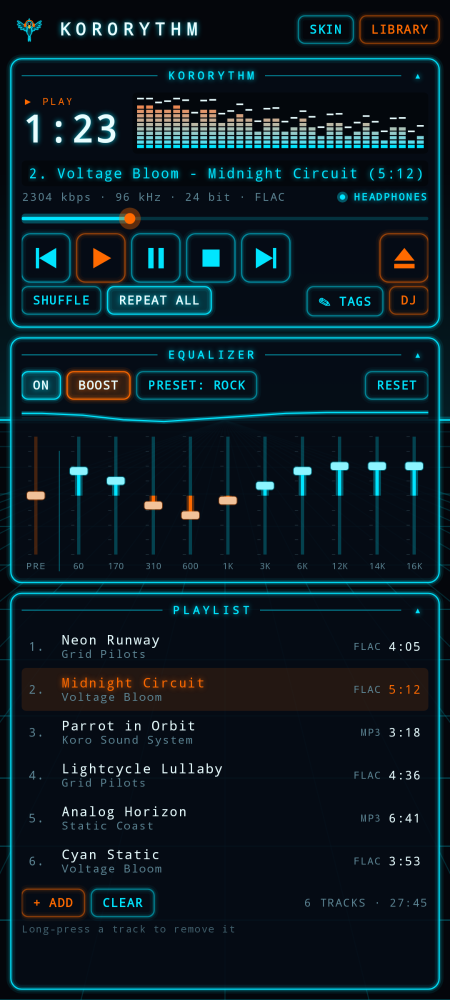 KORORYTHM
SKIN
LIBRARY
KORORYTHM
▲
▶ PLAY
1:23
2. Voltage Bloom - Midnight Circuit (5:12)
2304 kbps · 96 kHz · 24 bit · FLAC
HEADPHONES
SHUFFLE
REPEAT ALL
✎ TAGS
DJ
EQUALIZER
▲
ON
BOOST
PRESET: ROCK
RESET
PRE 60 170 310 600 1K 3K 6K 12K 14K 16K
PLAYLIST
▲
1. Neon Runway FLAC 4:05
Grid Pilots
2. Midnight Circuit FLAC 5:12
Voltage Bloom
3. Parrot in Orbit MP3 3:18
Koro Sound System
4. Lightcycle Lullaby FLAC 4:36
Grid Pilots
5. Analog Horizon MP3 6:41
Static Coast
6. Cyan Static FLAC 3:53
Voltage Bloom
+ ADD
CLEAR
6 TRACKS · 27:45
Long-press a track to remove it